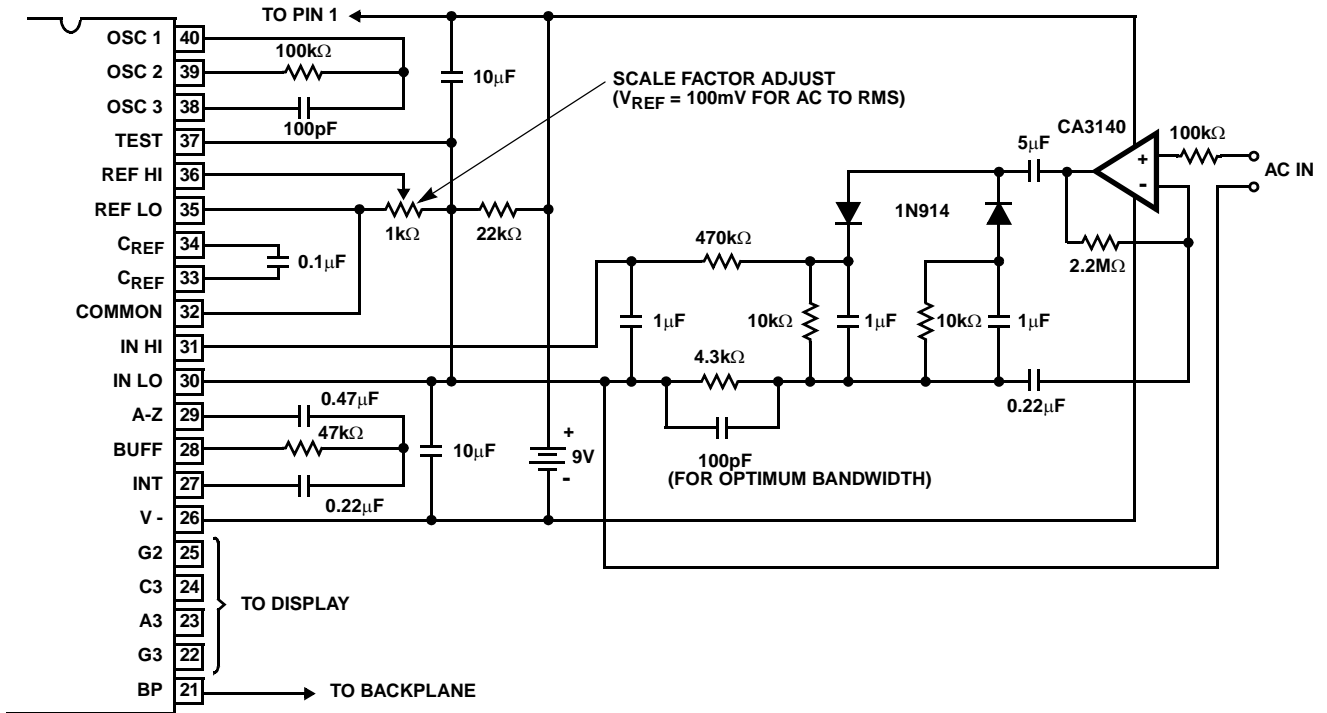 TO PIN 1
OSC 1 40
100kΩ
OSC 2 39
10μF
SCALE FACTOR ADJUST
(VREF = 100mV FOR AC TO RMS)
OSC 3 38
100pF
TEST 37
CA3140
100kΩ
5μF
+
-
AC IN
REF HI 36
REF LO 35
1kΩ
22kΩ
1N914
CREF 34
0.1μF
470kΩ
2.2MΩ
CREF 33
COMMON 32
1μF
10kΩ
1μF
10kΩ
1μF
IN HI 31
4.3kΩ
IN LO 30
0.22μF
A-Z 29
0.47μF
BUFF 28
47kΩ
10μF
+
9V
-
100pF
(FOR OPTIMUM BANDWIDTH)
INT 27
0.22μF
V - 26
G2 25
C3 24
TO DISPLAY
A3 23
G3 22
BP 21
TO BACKPLANE